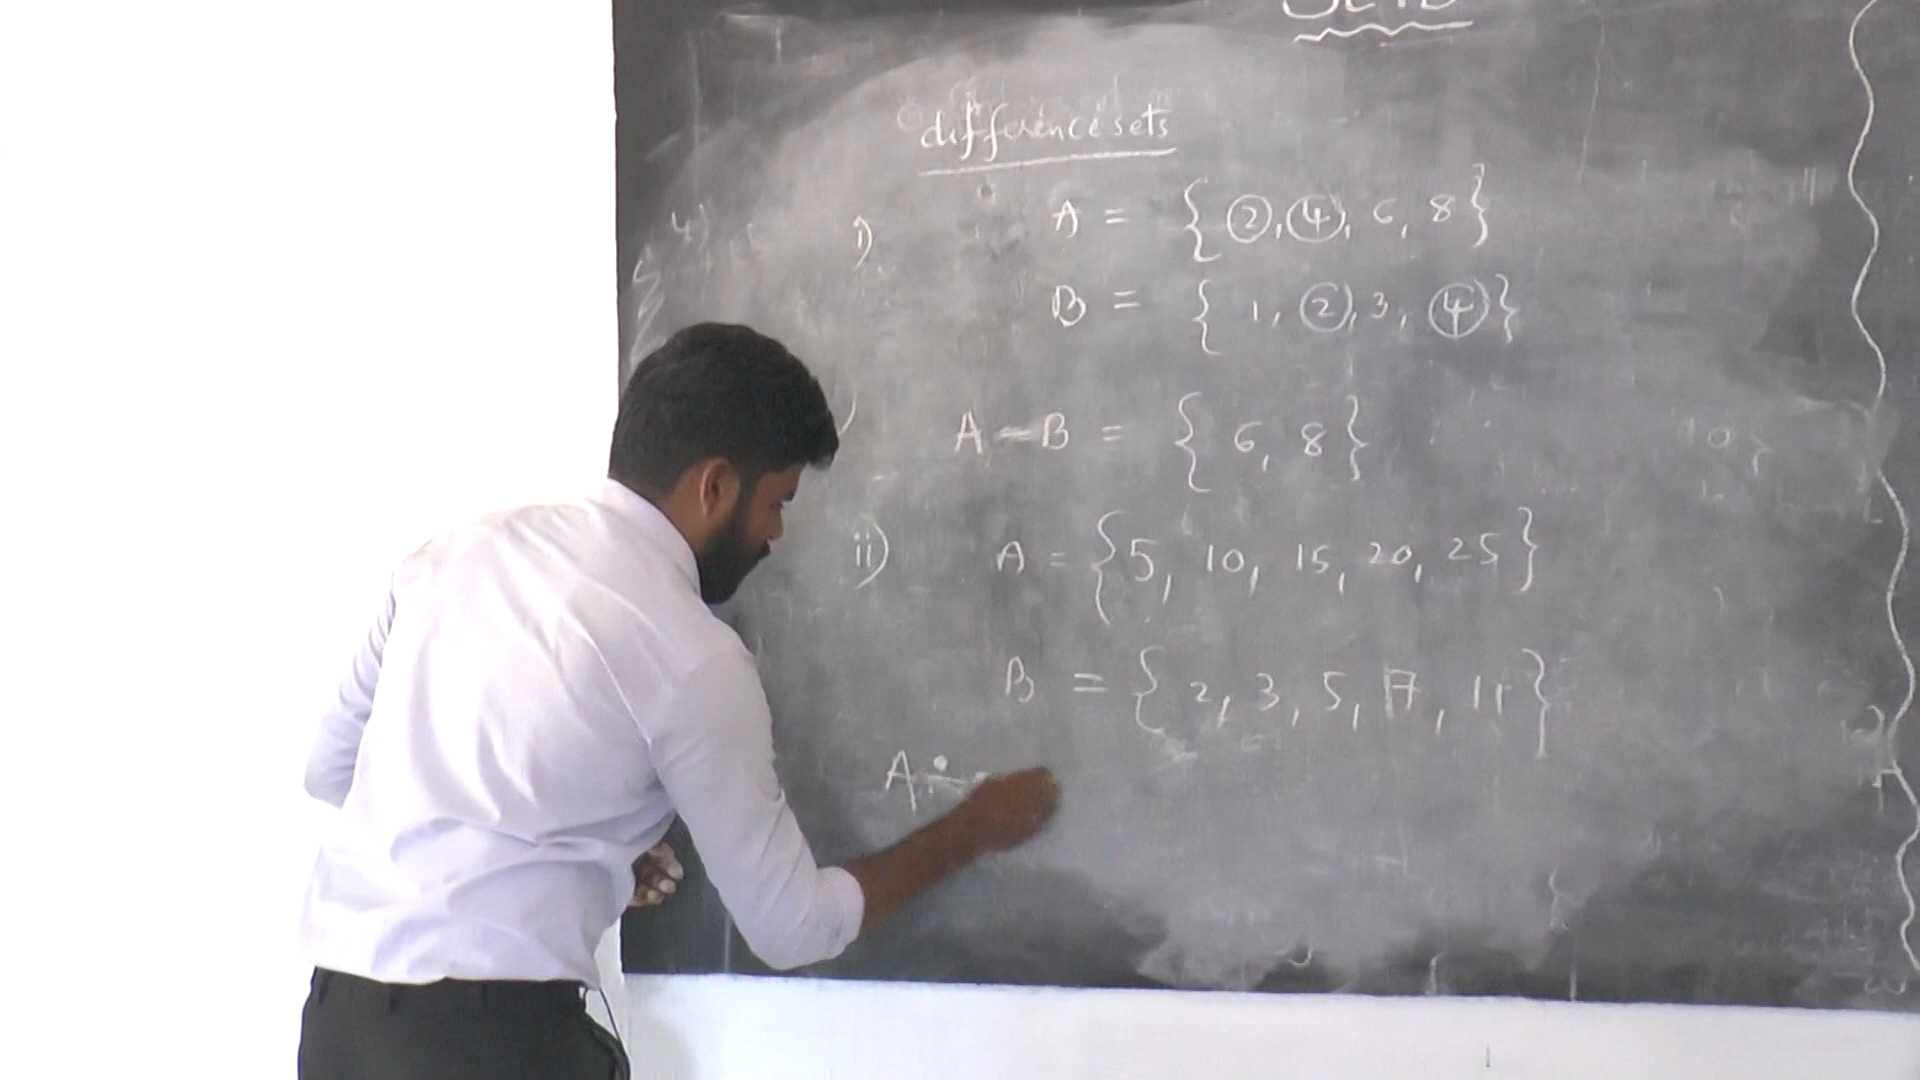 difference sets
i) A = { 2, 4, 6, 8 }
B = { 1, 2, 3, 4 }
A - B = { 6, 8 }
ii) A = { 5, 10, 15, 20, 25 }
B = { 2, 3, 5, 7, 11 }
A